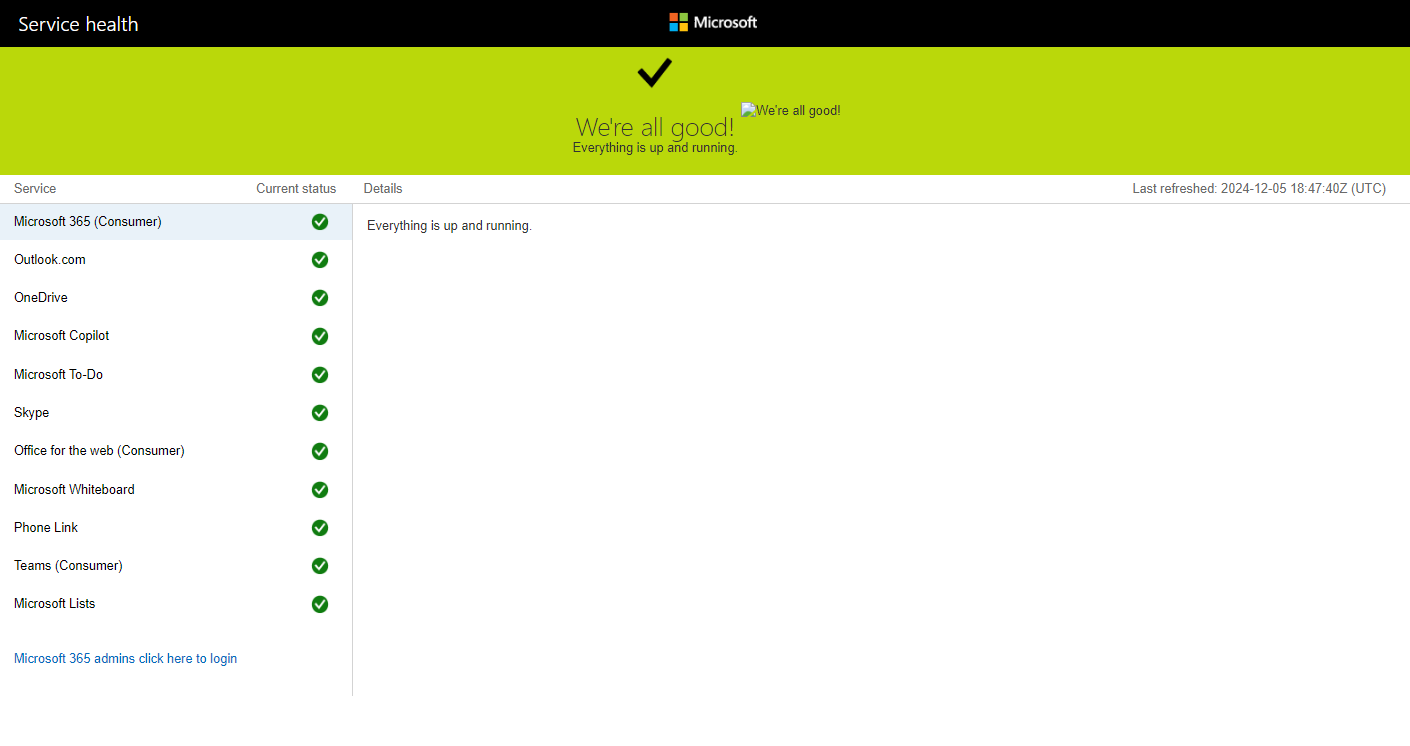 Service health
Microsoft
We're all good!
We're all good!
Everything is up and running.
Service Current status Details Last refreshed: 2024-12-05 18:47:40Z (UTC)
Microsoft 365 (Consumer)
Everything is up and running.
Outlook.com
OneDrive
Microsoft Copilot
Microsoft To-Do
Skype
Office for the web (Consumer)
Microsoft Whiteboard
Phone Link
Teams (Consumer)
Microsoft Lists
Microsoft 365 admins click here to login